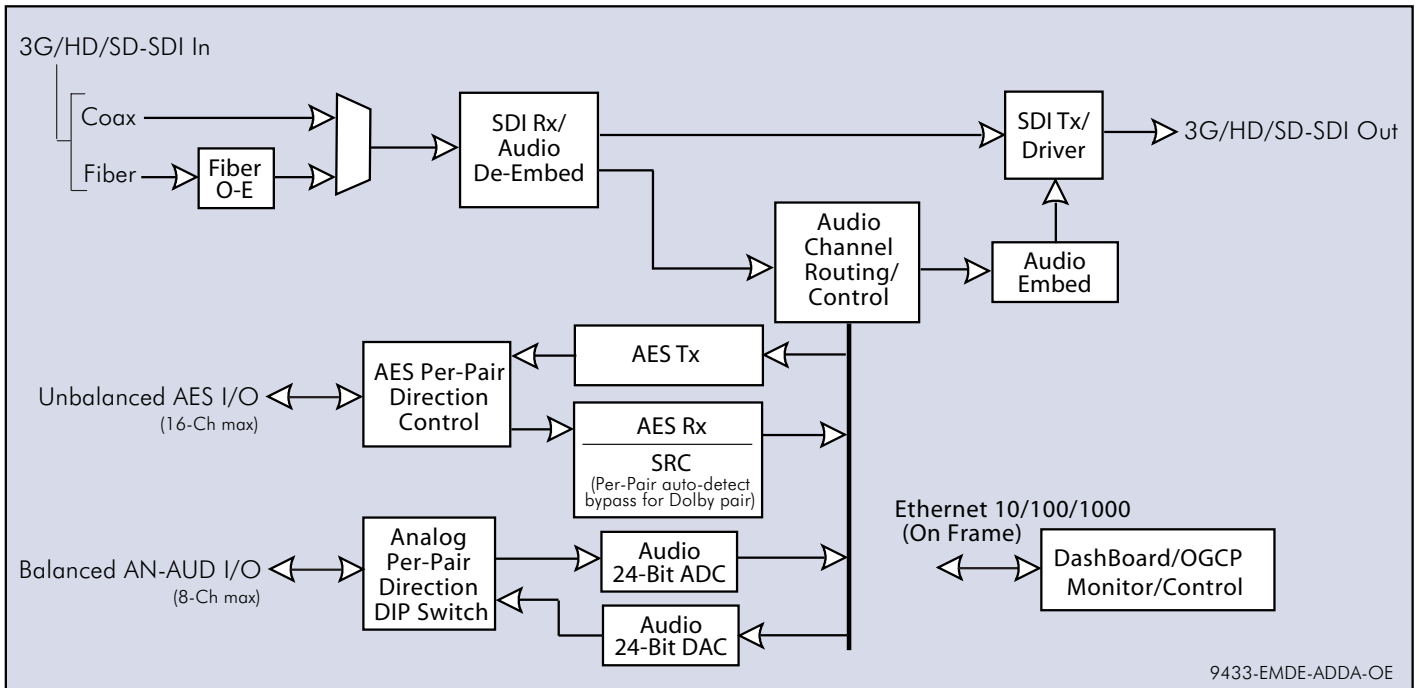 3G/HD/SD-SDI In
Coax
Fiber
Fiber
O-E
SDI Rx/
Audio
De-Embed
SDI Tx/
Driver
3G/HD/SD-SDI Out
Audio
Channel
Routing/
Control
Audio
Embed
Unbalanced AES I/O
(16-Ch max)
AES Per-Pair
Direction
Control
AES Tx
AES Rx
SRC
(Per-Pair auto-detect
bypass for Dolby pair)
Balanced AN-AUD I/O
(8-Ch max)
Analog
Per-Pair
Direction
DIP Switch
Audio
24-Bit ADC
Audio
24-Bit DAC
Ethernet 10/100/1000
(On Frame)
DashBoard/OGCP
Monitor/Control
9433-EMDE-ADDA-OE